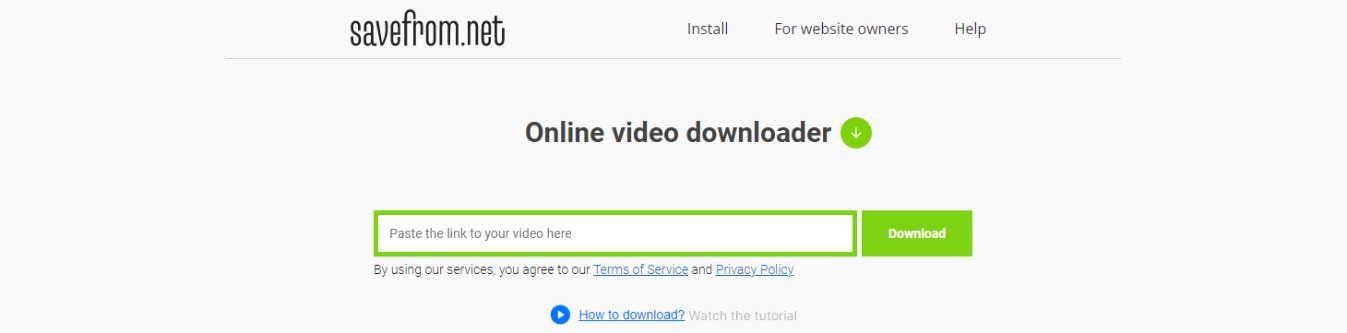 savefrom.net Install For website owners Help
Online video downloader
Paste the link to your video here Download
By using our services, you agree to our Terms of Service and Privacy Policy
How to download? Watch the tutorial